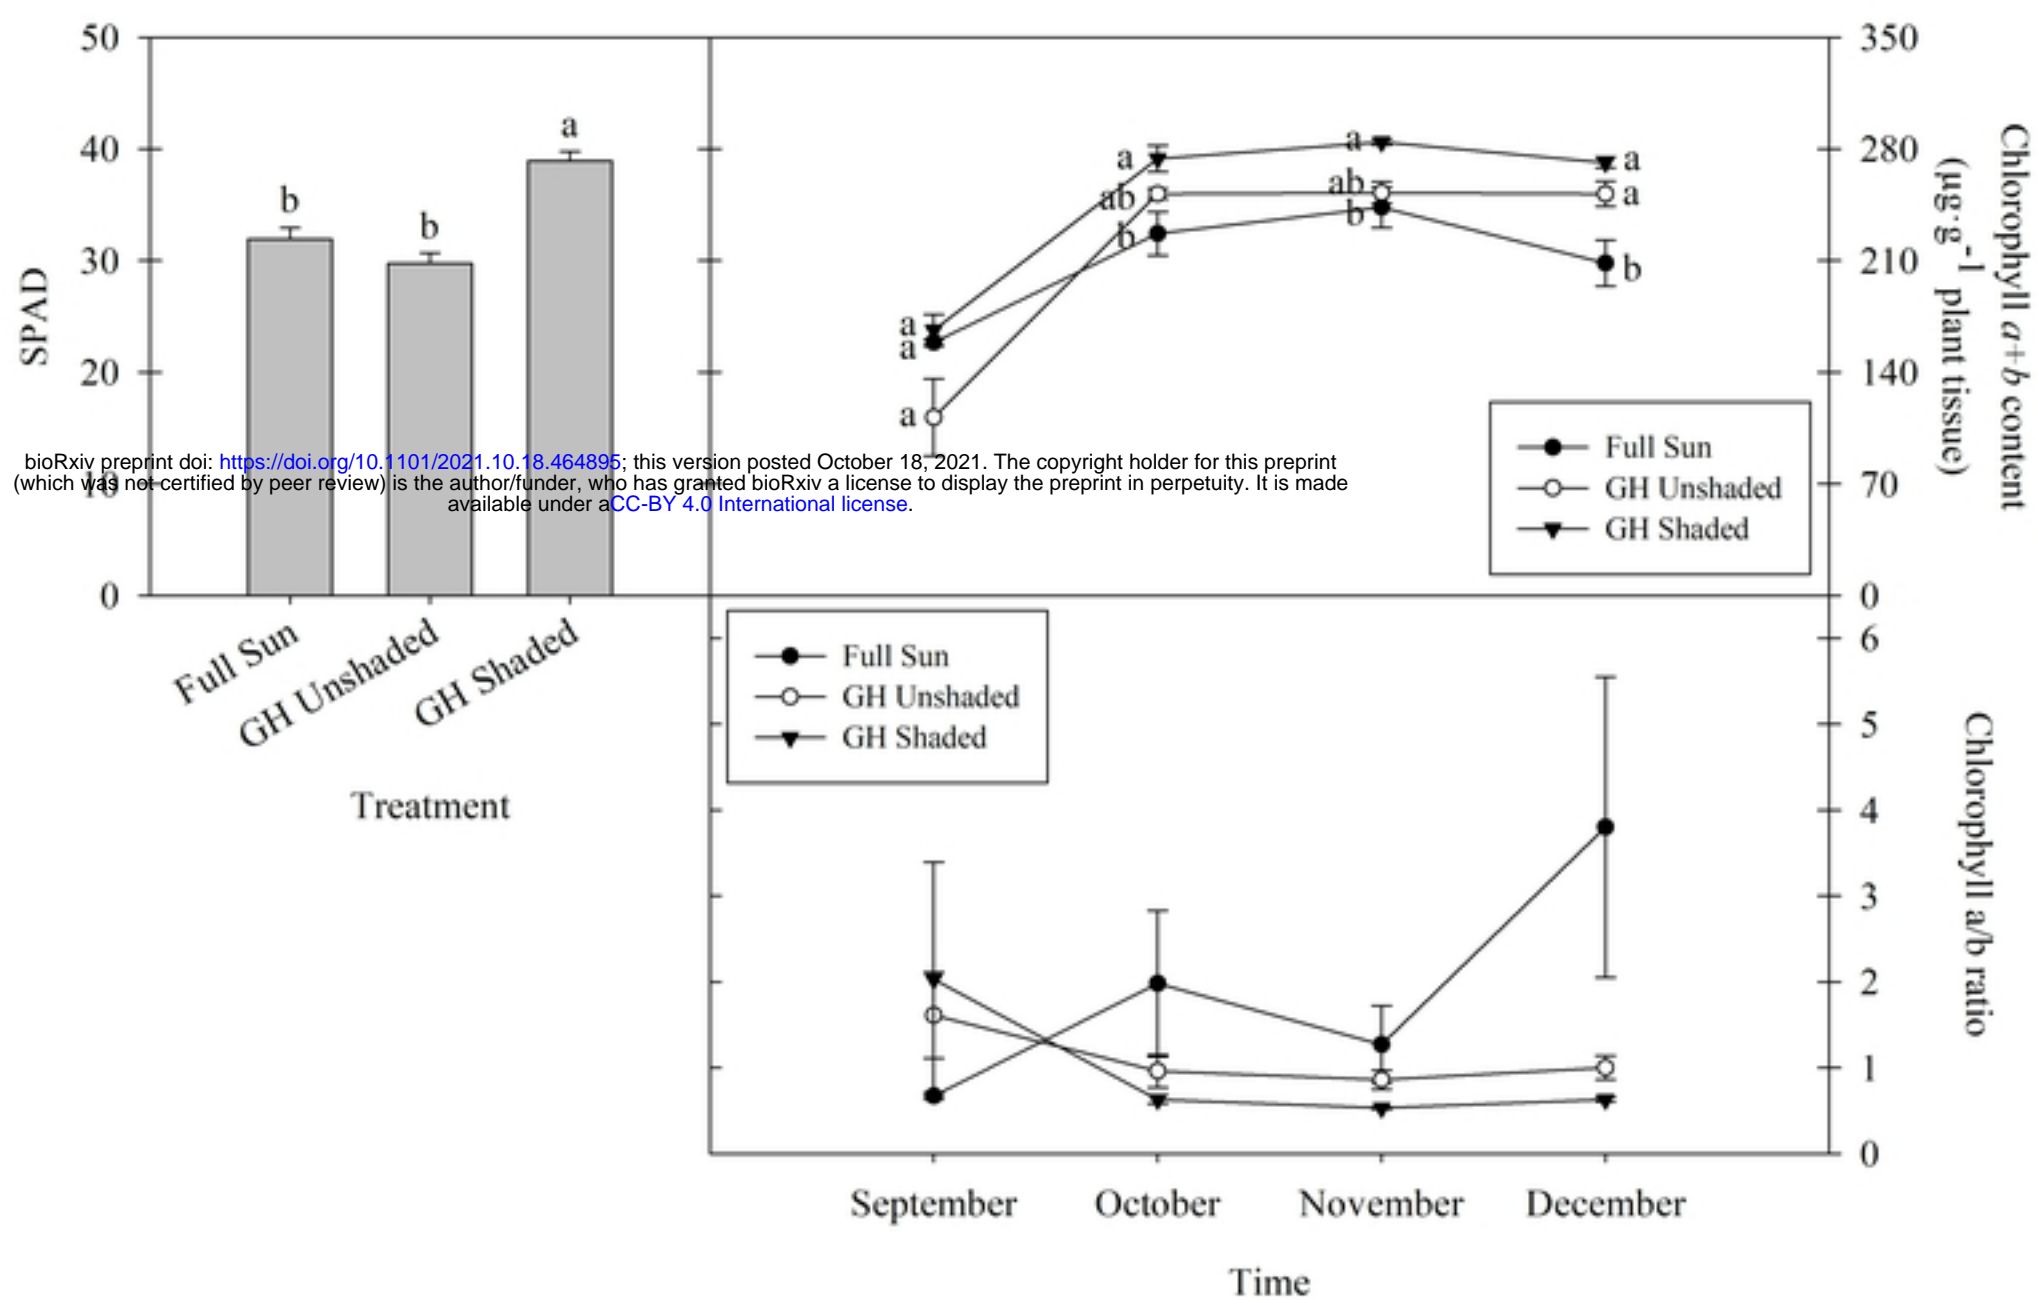 50
40
30
20
10
0
SPAD
b
b
a
Full Sun
GH Unshaded
GH Shaded
Treatment
a
a
a
a
ab
b
a
ab
b
a
a
b
350
280
210
140
70
0
Chlorophyll a+b content
(µg·g-1 plant tissue)
Full Sun
GH Unshaded
GH Shaded
bioRxiv preprint doi: https://doi.org/10.1101/2021.10.18.464895; this version posted October 18, 2021. The copyright holder for this preprint
(which was not certified by peer review) is the author/funder, who has granted bioRxiv a license to display the preprint in perpetuity. It is made
available under aCC-BY 4.0 International license.
Full Sun
GH Unshaded
GH Shaded
6
5
4
3
2
1
0
Chlorophyll a/b ratio
September
October
November
December
Time